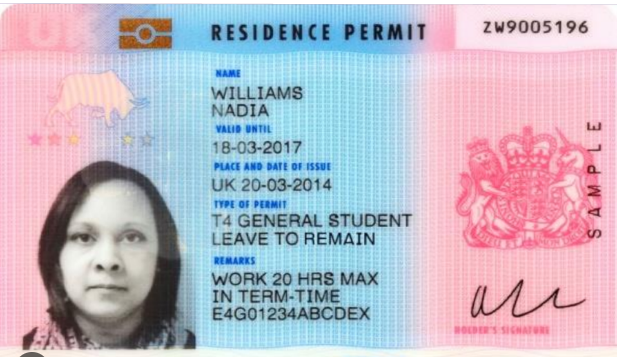 UK
RESIDENCE PERMIT
ZW9005196
NAME
WILLIAMS
NADIA
VALID UNTIL
18-03-2017
PLACE AND DATE OF ISSUE
UK 20-03-2014
TYPE OF PERMIT
T4 GENERAL STUDENT
LEAVE TO REMAIN
REMARKS
WORK 20 HRS MAX
IN TERM-TIME
E4G01234ABCDEX
SAMPLE
HOLDER'S SIGNATURE